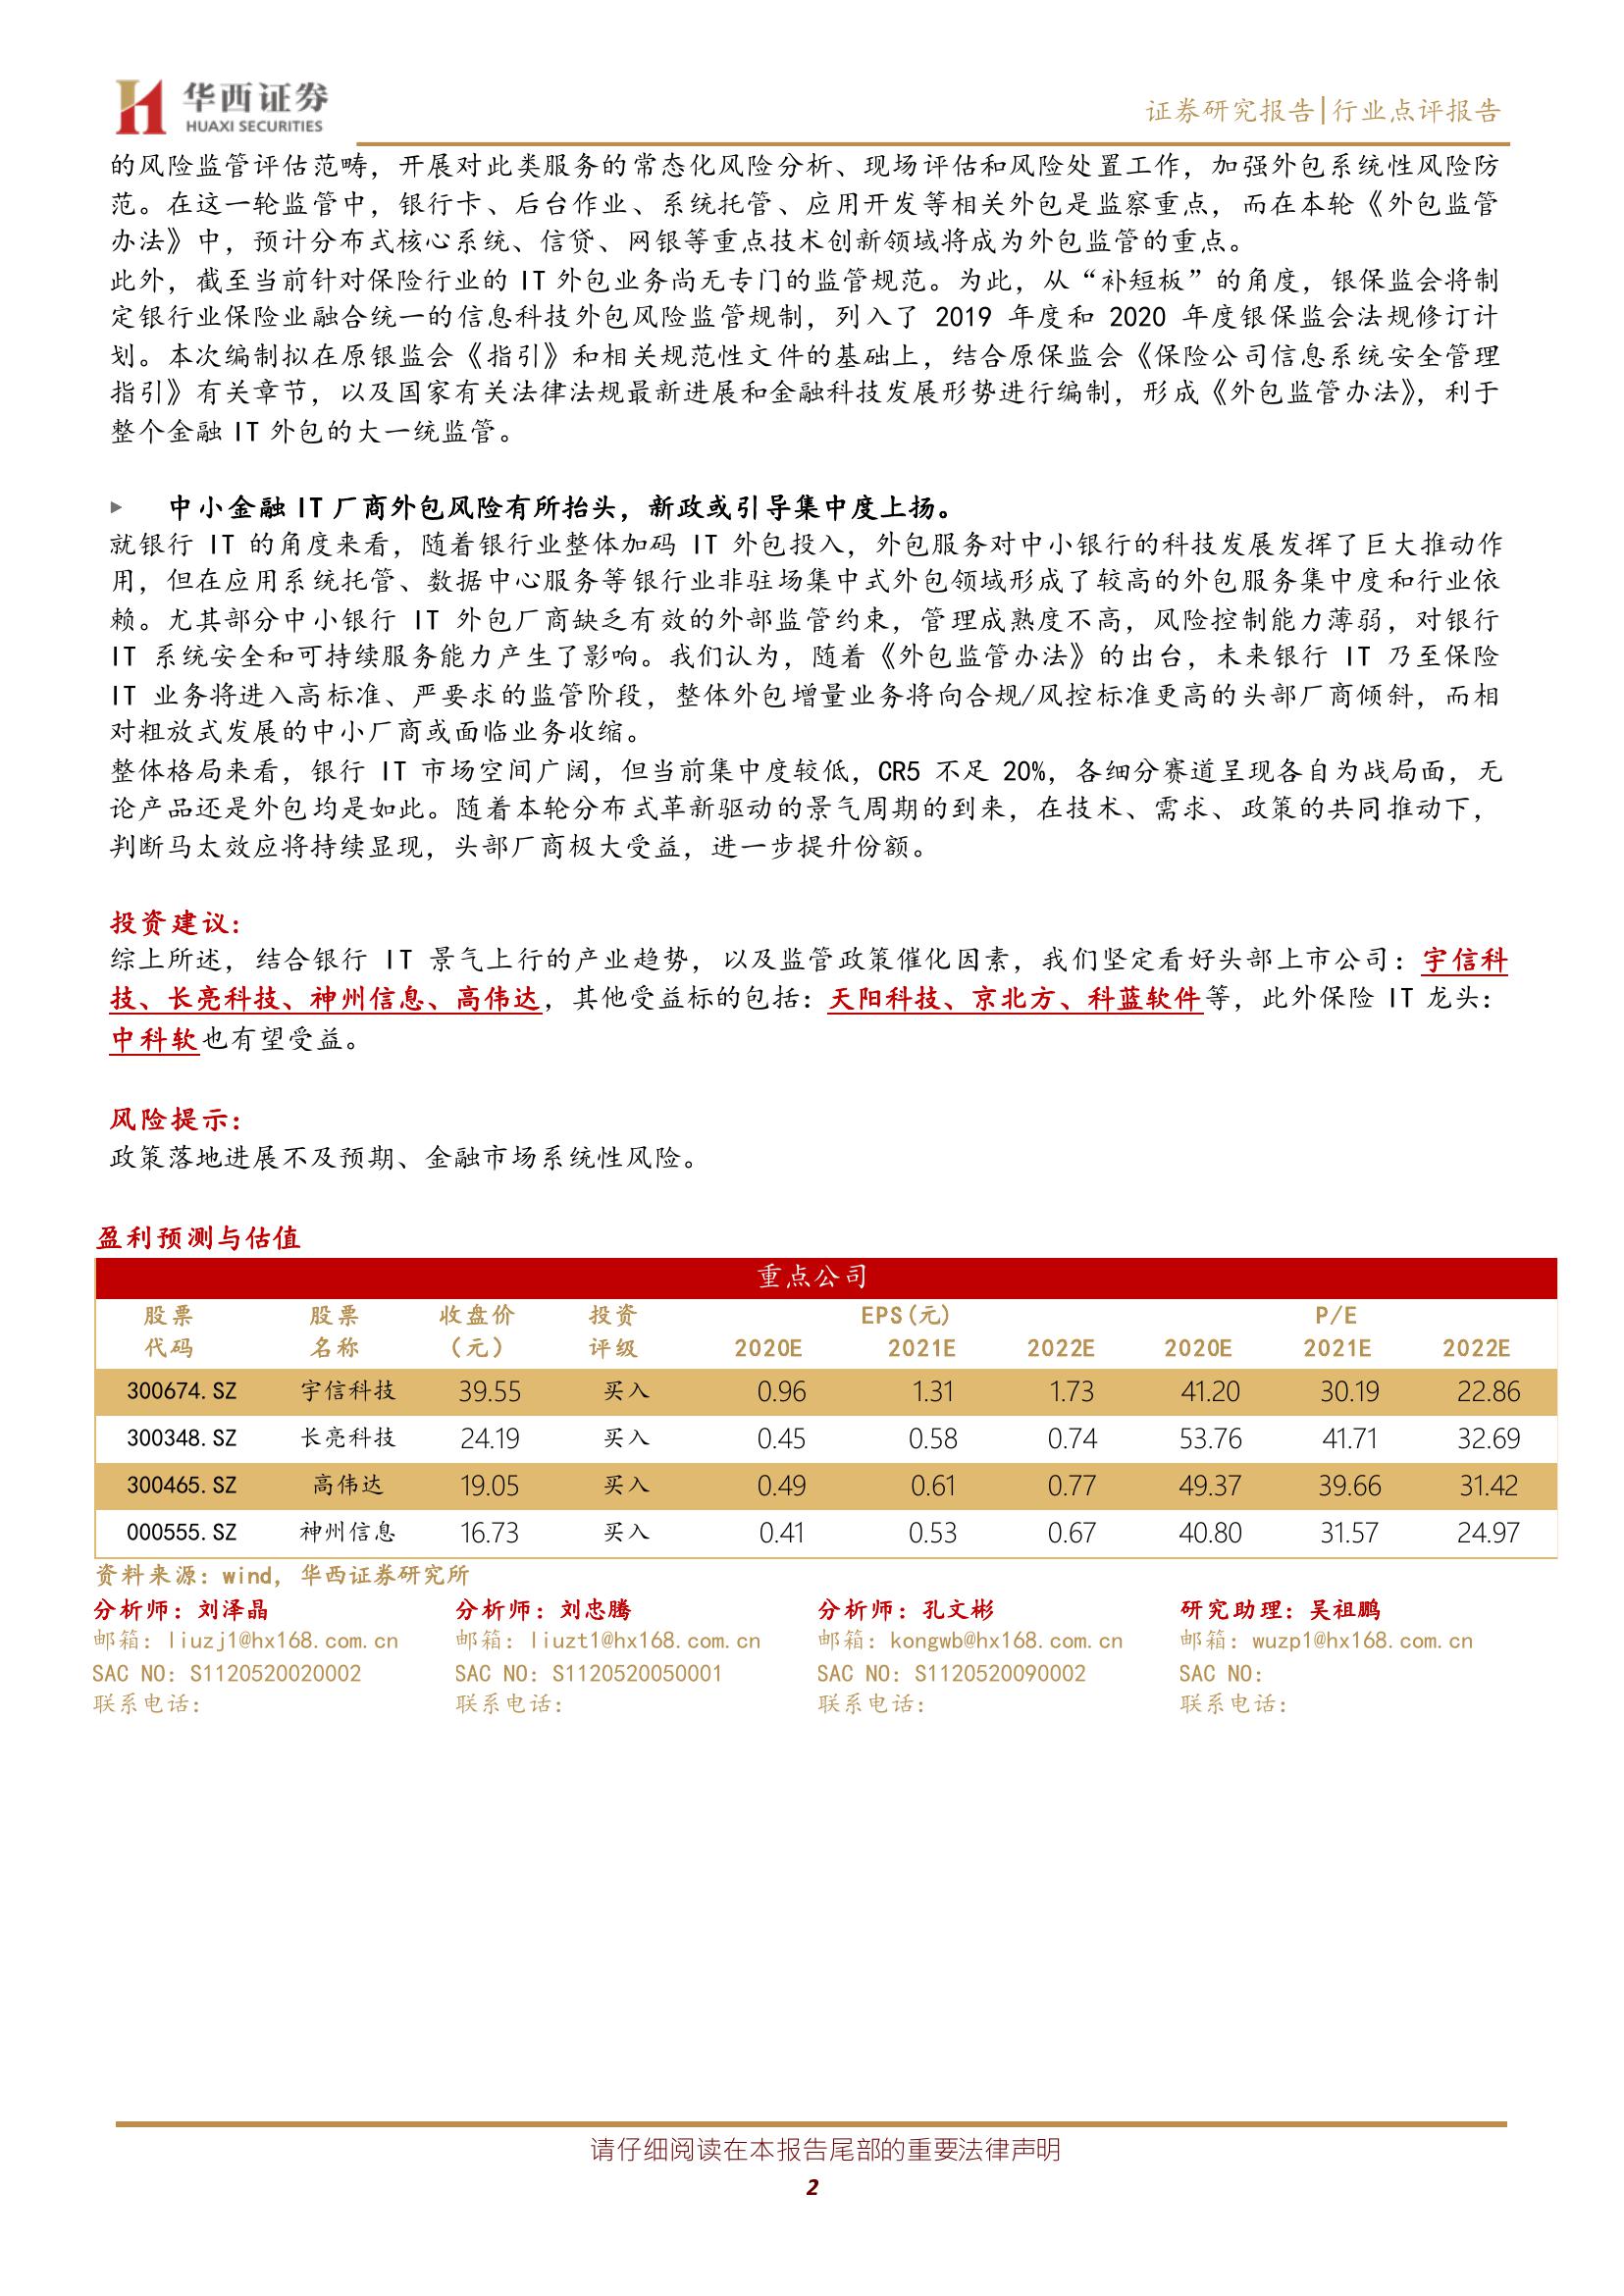 华西证券
HUAXI SECURITIES
证券研究报告|行业点评报告
的风险监管评估范畴，开展对此类服务的常态化风险分析、现场评估和风险处置工作，加强外包系统性风险防
范。在这一轮监管中，银行卡、后台作业、系统托管、应用开发等相关外包是监察重点，而在本轮《外包监管
办法》中，预计分布式核心系统、信贷、网银等重点技术创新领域将成为外包监管的重点。
此外，截至当前针对保险行业的 IT 外包业务尚无专门的监管规范。为此，从“补短板”的角度，银保监会将制
定银行业保险业融合统一的信息科技外包风险监管规制，列入了 2019 年度和 2020 年度银保监会法规修订计
划。本次编制拟在原银监会《指引》和相关规范性文件的基础上，结合原保监会《保险公司信息系统安全管理
指引》有关章节，以及国家有关法律法规最新进展和金融科技发展形势进行编制，形成《外包监管办法》，利于
整个金融 IT 外包的大一统监管。
▶ 中小金融 IT 厂商外包风险有所抬头，新政或引导集中度上扬。
就银行 IT 的角度来看，随着银行业整体加码 IT 外包投入，外包服务对中小银行的科技发展发挥了巨大推动作
用，但在应用系统托管、数据中心服务等银行业非驻场集中式外包领域形成了较高的外包服务集中度和行业依
赖。尤其部分中小银行 IT 外包厂商缺乏有效的外部监管约束，管理成熟度不高，风险控制能力薄弱，对银行
IT 系统安全和可持续服务能力产生了影响。我们认为，随着《外包监管办法》的出台，未来银行 IT 乃至保险
IT 业务将进入高标准、严要求的监管阶段，整体外包增量业务将向合规/风控标准更高的头部厂商倾斜，而相
对粗放式发展的中小厂商或面临业务收缩。
整体格局来看，银行 IT 市场空间广阔，但当前集中度较低，CR5 不足 20%，各细分赛道呈现各自为战局面，无
论产品还是外包均是如此。随着本轮分布式革新驱动的景气周期的到来，在技术、需求、政策的共同推动下，
判断马太效应将持续显现，头部厂商极大受益，进一步提升份额。
投资建议：
综上所述，结合银行 IT 景气上行的产业趋势，以及监管政策催化因素，我们坚定看好头部上市公司：宇信科
技、长亮科技、神州信息、高伟达，其他受益标的包括：天阳科技、京北方、科蓝软件等，此外保险 IT 龙头：
中科软也有望受益。
风险提示：
政策落地进展不及预期、金融市场系统性风险。
盈利预测与估值
重点公司
股票 股票 收盘价 投资 EPS(元) P/E
代码 名称 （元） 评级 2020E 2021E 2022E 2020E 2021E 2022E
300674.SZ 宇信科技 39.55 买入 0.96 1.31 1.73 41.20 30.19 22.86
300348.SZ 长亮科技 24.19 买入 0.45 0.58 0.74 53.76 41.71 32.69
300465.SZ 高伟达 19.05 买入 0.49 0.61 0.77 49.37 39.66 31.42
000555.SZ 神州信息 16.73 买入 0.41 0.53 0.67 40.80 31.57 24.97
资料来源：wind，华西证券研究所
分析师：刘泽晶 分析师：刘忠腾 分析师：孔文彬 研究助理：吴祖鹏
邮箱：liuzj1@hx168.com.cn 邮箱：liuzt1@hx168.com.cn 邮箱：kongwb@hx168.com.cn 邮箱：wuzp1@hx168.com.cn
SAC NO：S1120520020002 SAC NO：S1120520050001 SAC NO：S1120520090002 SAC NO：
联系电话： 联系电话： 联系电话： 联系电话：
请仔细阅读在本报告尾部的重要法律声明
2